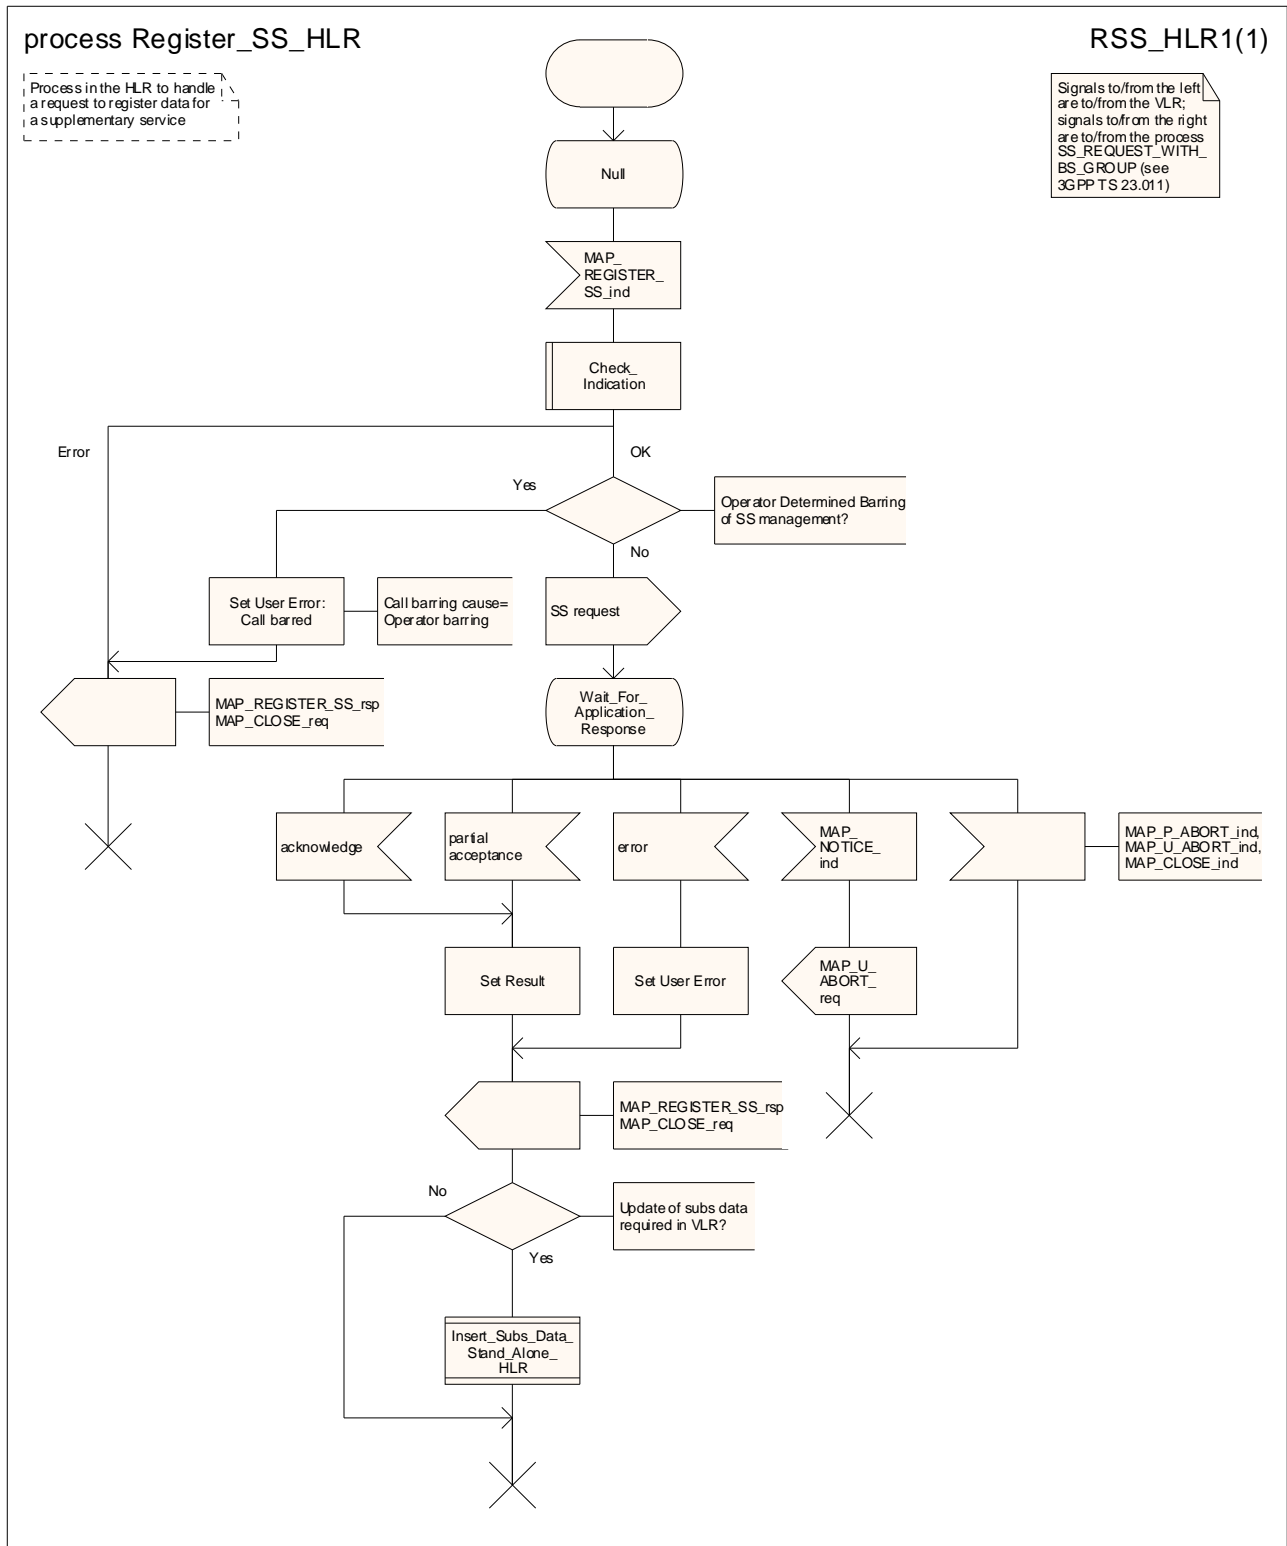 process Register_SS_HLR
RSS_HLR1(1)
Process in the HLR to handle
a request to register data for
a supplementary service
Signals to/from the left
are to/from the VLR;
signals to/from the right
are to/from the process
SS_REQUEST_WITH_
BS_GROUP (see
3GPP TS 23.011)
Null
MAP_
REGISTER_
SS_ind
Check_
Indication
Error
OK
Yes
Operator Determined Barring
of SS management?
No
Set User Error:
Call barred
Call barring cause=
Operator barring
SS request
MAP_REGISTER_SS_rsp
MAP_CLOSE_req
Wait_For_
Application_
Response
acknowledge
partial
acceptance
error
MAP_
NOTICE_
ind
MAP_P_ABORT_ind,
MAP_U_ABORT_ind,
MAP_CLOSE_ind
Set Result
Set User Error
MAP_U_
ABORT_
req
MAP_REGISTER_SS_rsp
MAP_CLOSE_req
No
Update of subs data
required in VLR?
Yes
Insert_Subs_Data_
Stand_Alone_
HLR